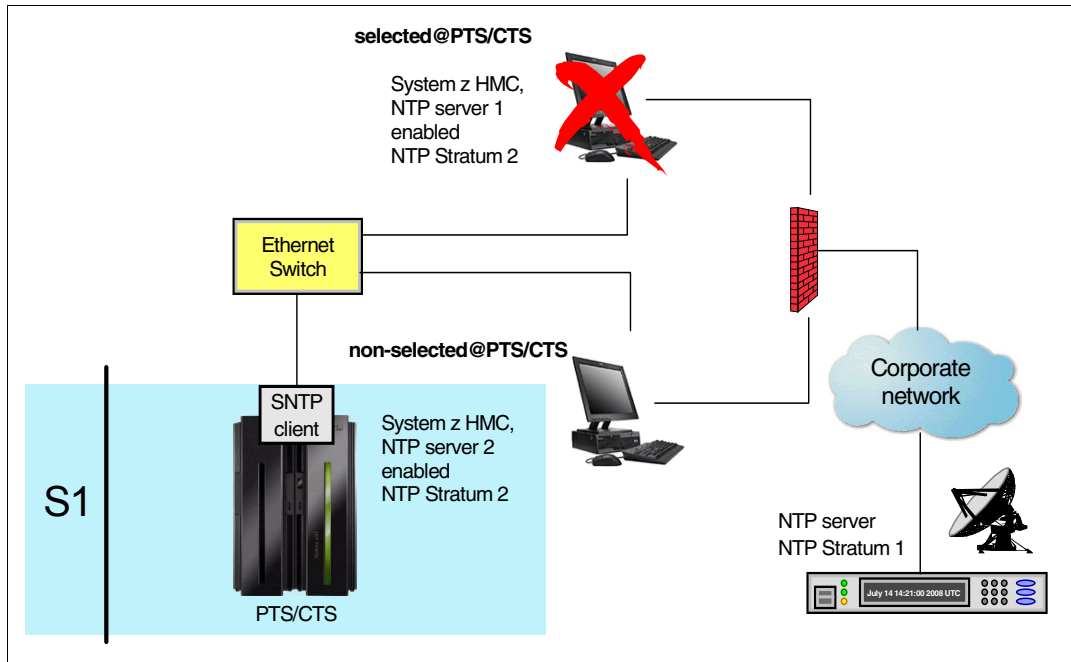 selected@PTS/CTS
System z HMC,
NTP server 1
enabled
NTP Stratum 2
Ethernet
Switch
non-selected@PTS/CTS
Corporate
network
SNTP
client
System z HMC,
NTP server 2
enabled
NTP Stratum 2
S1
NTP server
NTP Stratum 1
July 14 14:21:00 2008 UTC
PTS/CTS